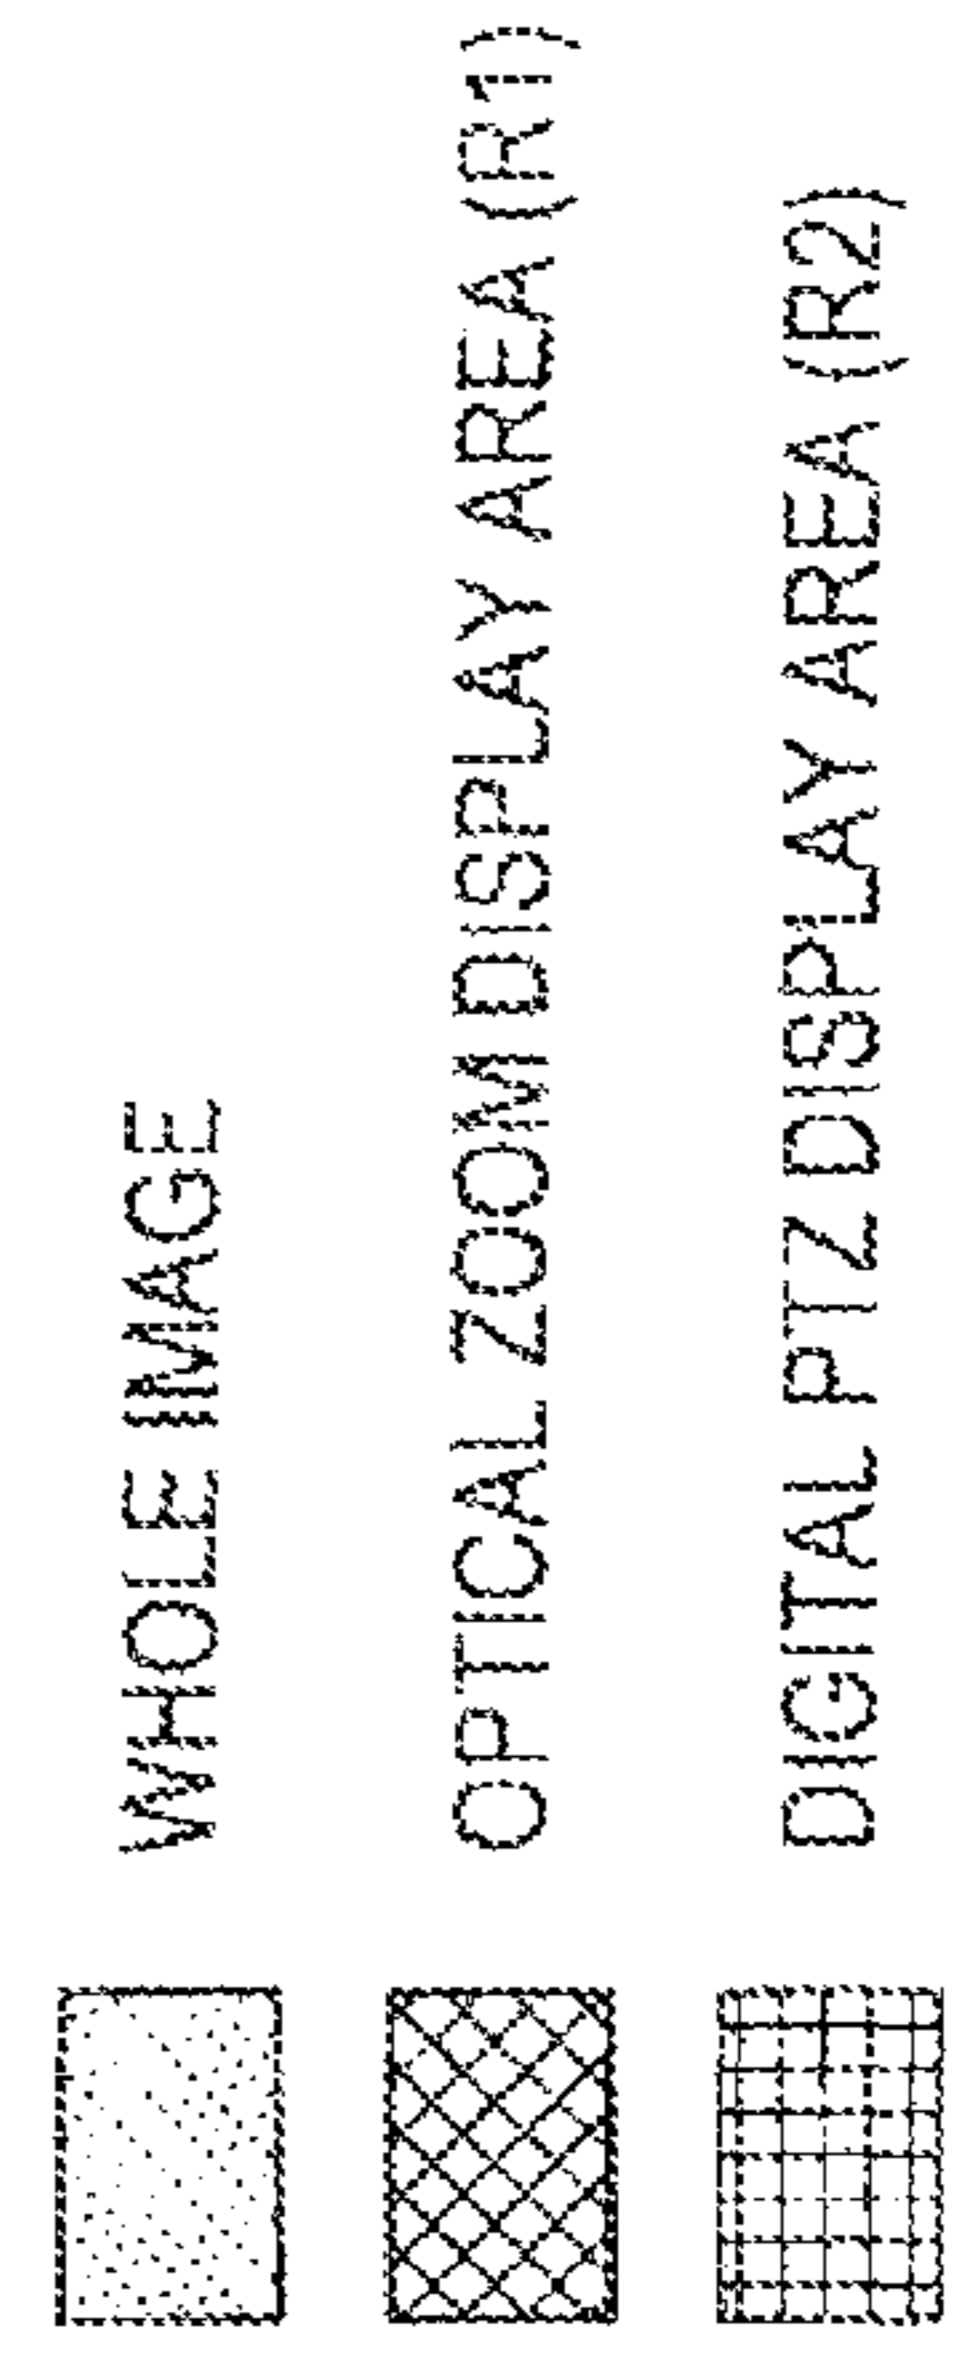 WHOLE IMAGE
OPTICAL ZOOM DISPLAY AREA (R1)
DIGITAL PTZ DISPLAY AREA (R2)